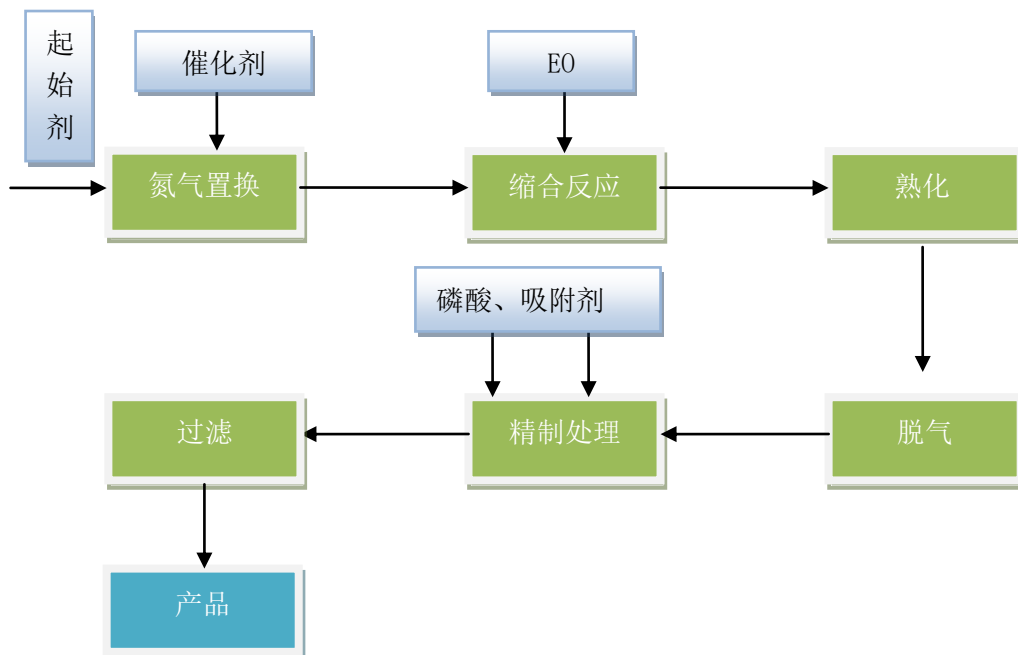 起
始
剂
催化剂
EO
氮气置换
缩合反应
熟化
磷酸、吸附剂
过滤
精制处理
脱气
产品